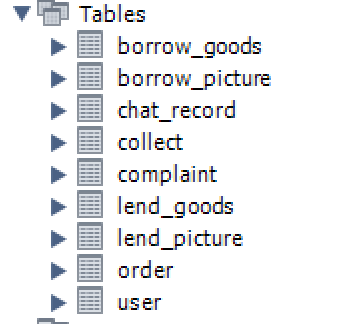 Tables
borrow_goods
borrow_picture
chat_record
collect
complaint
lend_goods
lend_picture
order
user